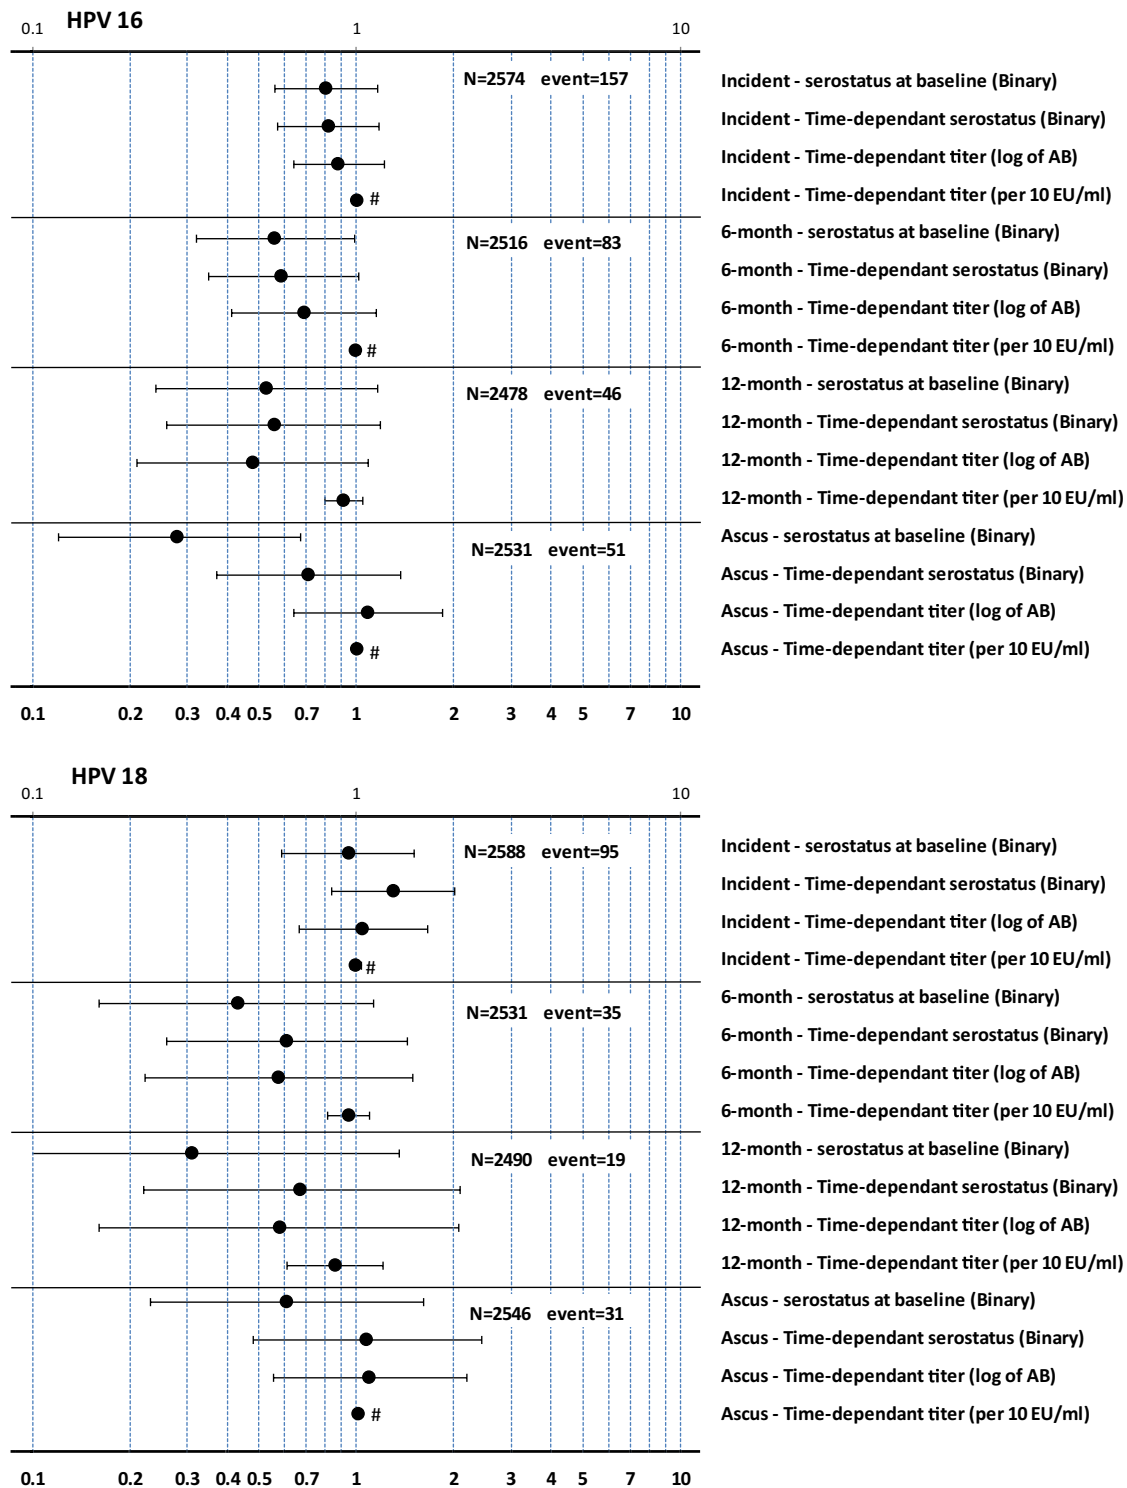 HPV 16
0.1 1 10
N=2574 event=157 Incident - serostatus at baseline (Binary)
Incident - Time-dependant serostatus (Binary)
Incident - Time-dependant titer (log of AB)
# Incident - Time-dependant titer (per 10 EU/ml)
N=2516 event=83 6-month - serostatus at baseline (Binary)
6-month - Time-dependant serostatus (Binary)
6-month - Time-dependant titer (log of AB)
# 6-month - Time-dependant titer (per 10 EU/ml)
N=2478 event=46 12-month - serostatus at baseline (Binary)
12-month - Time-dependant serostatus (Binary)
12-month - Time-dependant titer (log of AB)
12-month - Time-dependant titer (per 10 EU/ml)
N=2531 event=51 Ascus - serostatus at baseline (Binary)
Ascus - Time-dependant serostatus (Binary)
Ascus - Time-dependant titer (log of AB)
# Ascus - Time-dependant titer (per 10 EU/ml)
0.1 0.2 0.3 0.4 0.5 0.7 1 2 3 4 5 7 10
HPV 18
0.1 1 10
N=2588 event=95 Incident - serostatus at baseline (Binary)
Incident - Time-dependant serostatus (Binary)
Incident - Time-dependant titer (log of AB)
# Incident - Time-dependant titer (per 10 EU/ml)
N=2531 event=35 6-month - serostatus at baseline (Binary)
6-month - Time-dependant serostatus (Binary)
6-month - Time-dependant titer (log of AB)
6-month - Time-dependant titer (per 10 EU/ml)
N=2490 event=19 12-month - serostatus at baseline (Binary)
12-month - Time-dependant serostatus (Binary)
12-month - Time-dependant titer (log of AB)
12-month - Time-dependant titer (per 10 EU/ml)
N=2546 event=31 Ascus - serostatus at baseline (Binary)
Ascus - Time-dependant serostatus (Binary)
Ascus - Time-dependant titer (log of AB)
# Ascus - Time-dependant titer (per 10 EU/ml)
0.1 0.2 0.3 0.4 0.5 0.7 1 2 3 4 5 7 10